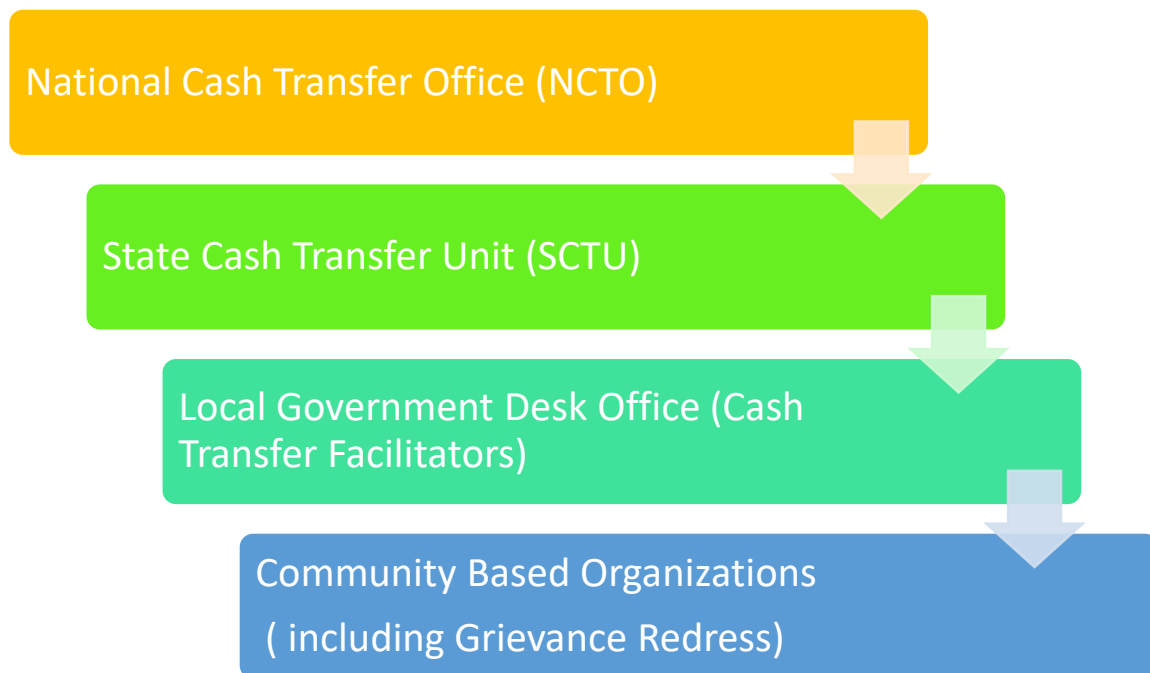 National Cash Transfer Office (NCTO)
State Cash Transfer Unit (SCTU)
Local Government Desk Office (Cash
Transfer Facilitators)
Community Based Organizations
( including Grievance Redress)